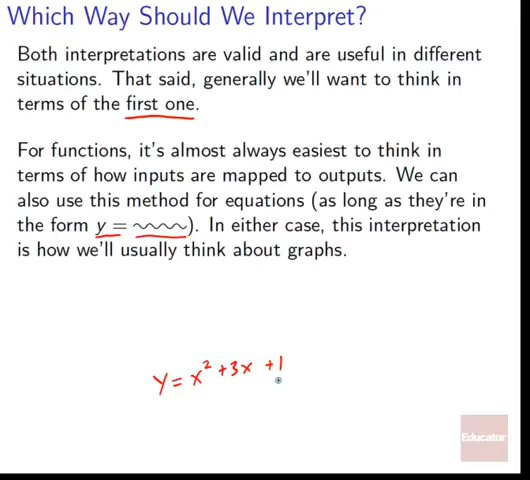 Which Way Should We Interpret?
Both interpretations are valid and are useful in different
situations. That said, generally we'll want to think in
terms of the first one.
For functions, it's almost always easiest to think in
terms of how inputs are mapped to outputs. We can
also use this method for equations (as long as they're in
the form y = ). In either case, this interpretation
is how we'll usually think about graphs.
y = x² + 3x + 1
Educator